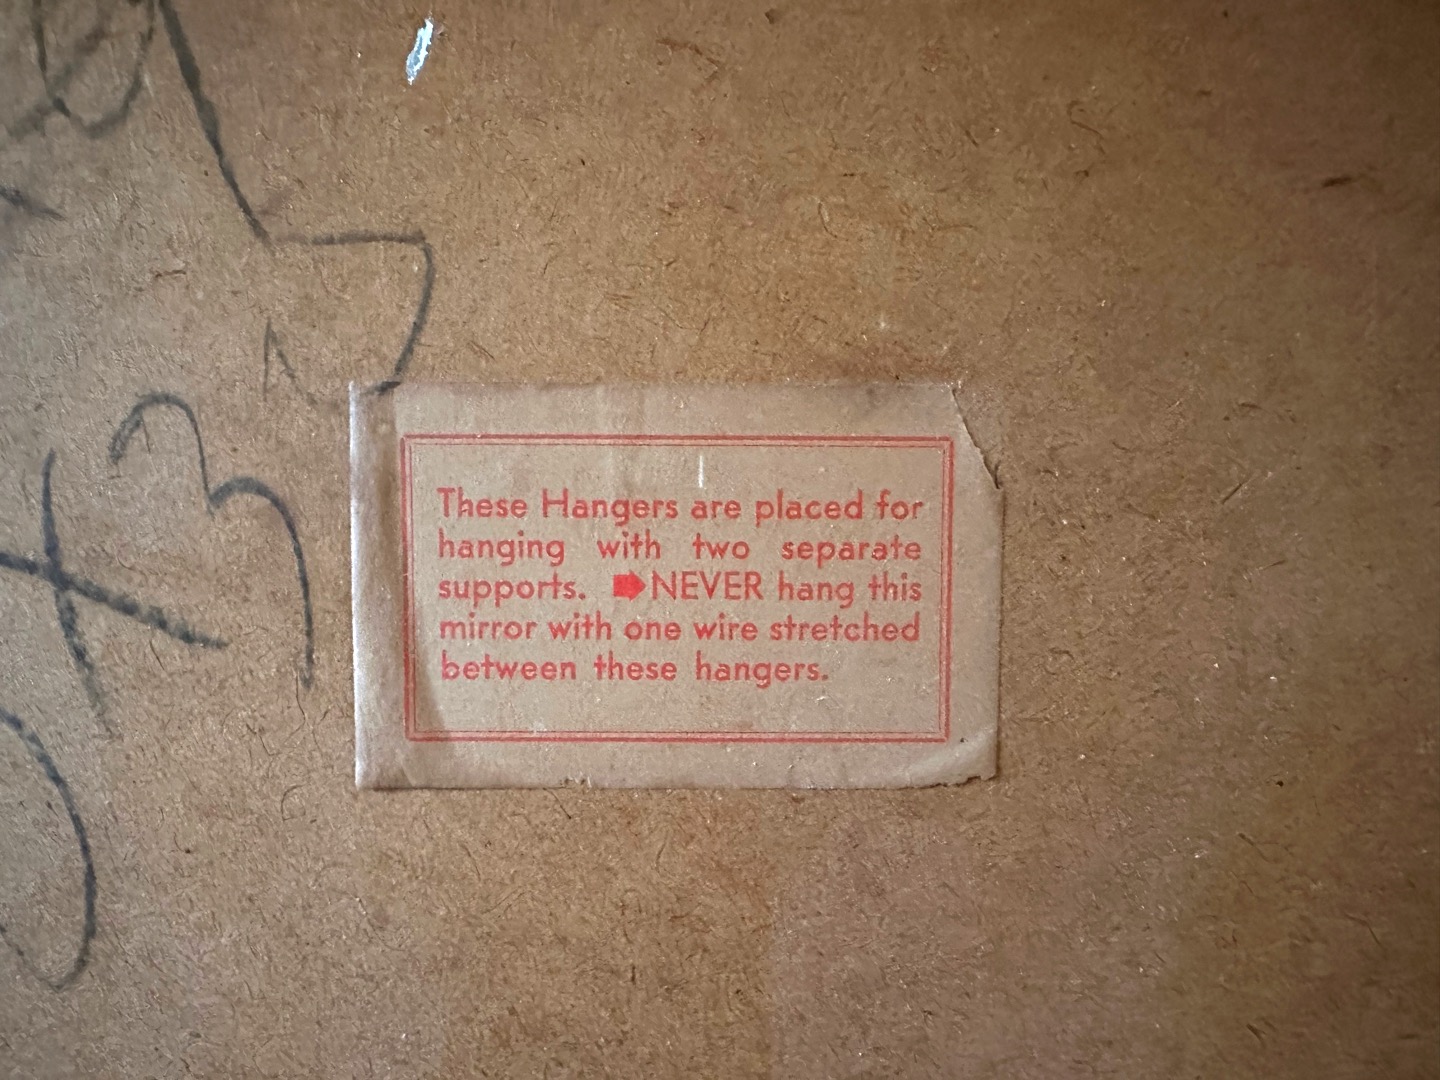 These Hangers are placed for
hanging with two separate
supports. ➡NEVER hang this
mirror with one wire stretched
between these hangers.